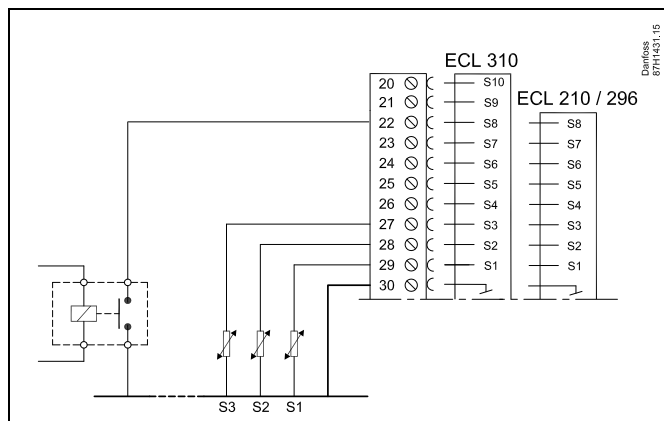 Danfoss
87H1431.15
ECL 310
ECL 210 / 296
20 S10
21 S9
22 S8 S8
23 S7 S7
24 S6 S6
25 S5 S5
26 S4 S4
27 S3 S3
28 S2 S2
29 S1 S1
30
S3 S2 S1